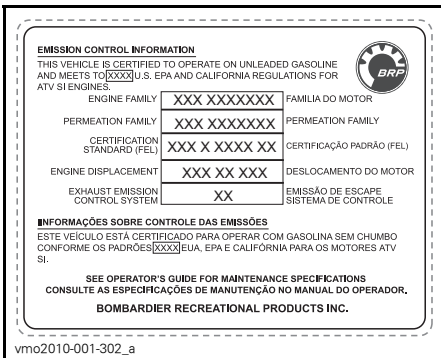 EMISSION CONTROL INFORMATION
THIS VEHICLE IS CERTIFIED TO OPERATE ON UNLEADED GASOLINE
AND MEETS TO XXXX U.S. EPA AND CALIFORNIA REGULATIONS FOR
ATV SI ENGINES.
BRP
ENGINE FAMILY XXX XXXXXXX FAMILIA DO MOTOR
PERMEATION FAMILY XXX XXXXXXX PERMEATION FAMILY
CERTIFICATION
STANDARD (FEL) XXX X XXXX XX CERTIFICAÇÃO PADRÃO (FEL)
ENGINE DISPLACEMENT XXX XX XXX DESLOCAMENTO DO MOTOR
EXHAUST EMISSION
CONTROL SYSTEM XX EMISSÃO DE ESCAPE
SISTEMA DE CONTROLE
INFORMAÇÕES SOBRE CONTROLE DAS EMISSÕES
ESTE VEÍCULO ESTÁ CERTIFICADO PARA OPERAR COM GASOLINA SEM CHUMBO
CONFORME OS PADRÕES XXXX EUA, EPA E CALIFÓRNIA PARA OS MOTORES ATV
SI.
SEE OPERATOR'S GUIDE FOR MAINTENANCE SPECIFICATIONS
CONSULTE AS ESPECIFICAÇÕES DE MANUTENÇÃO NO MANUAL DO OPERADOR.
BOMBARDIER RECREATIONAL PRODUCTS INC.
vmo2010-001-302_a